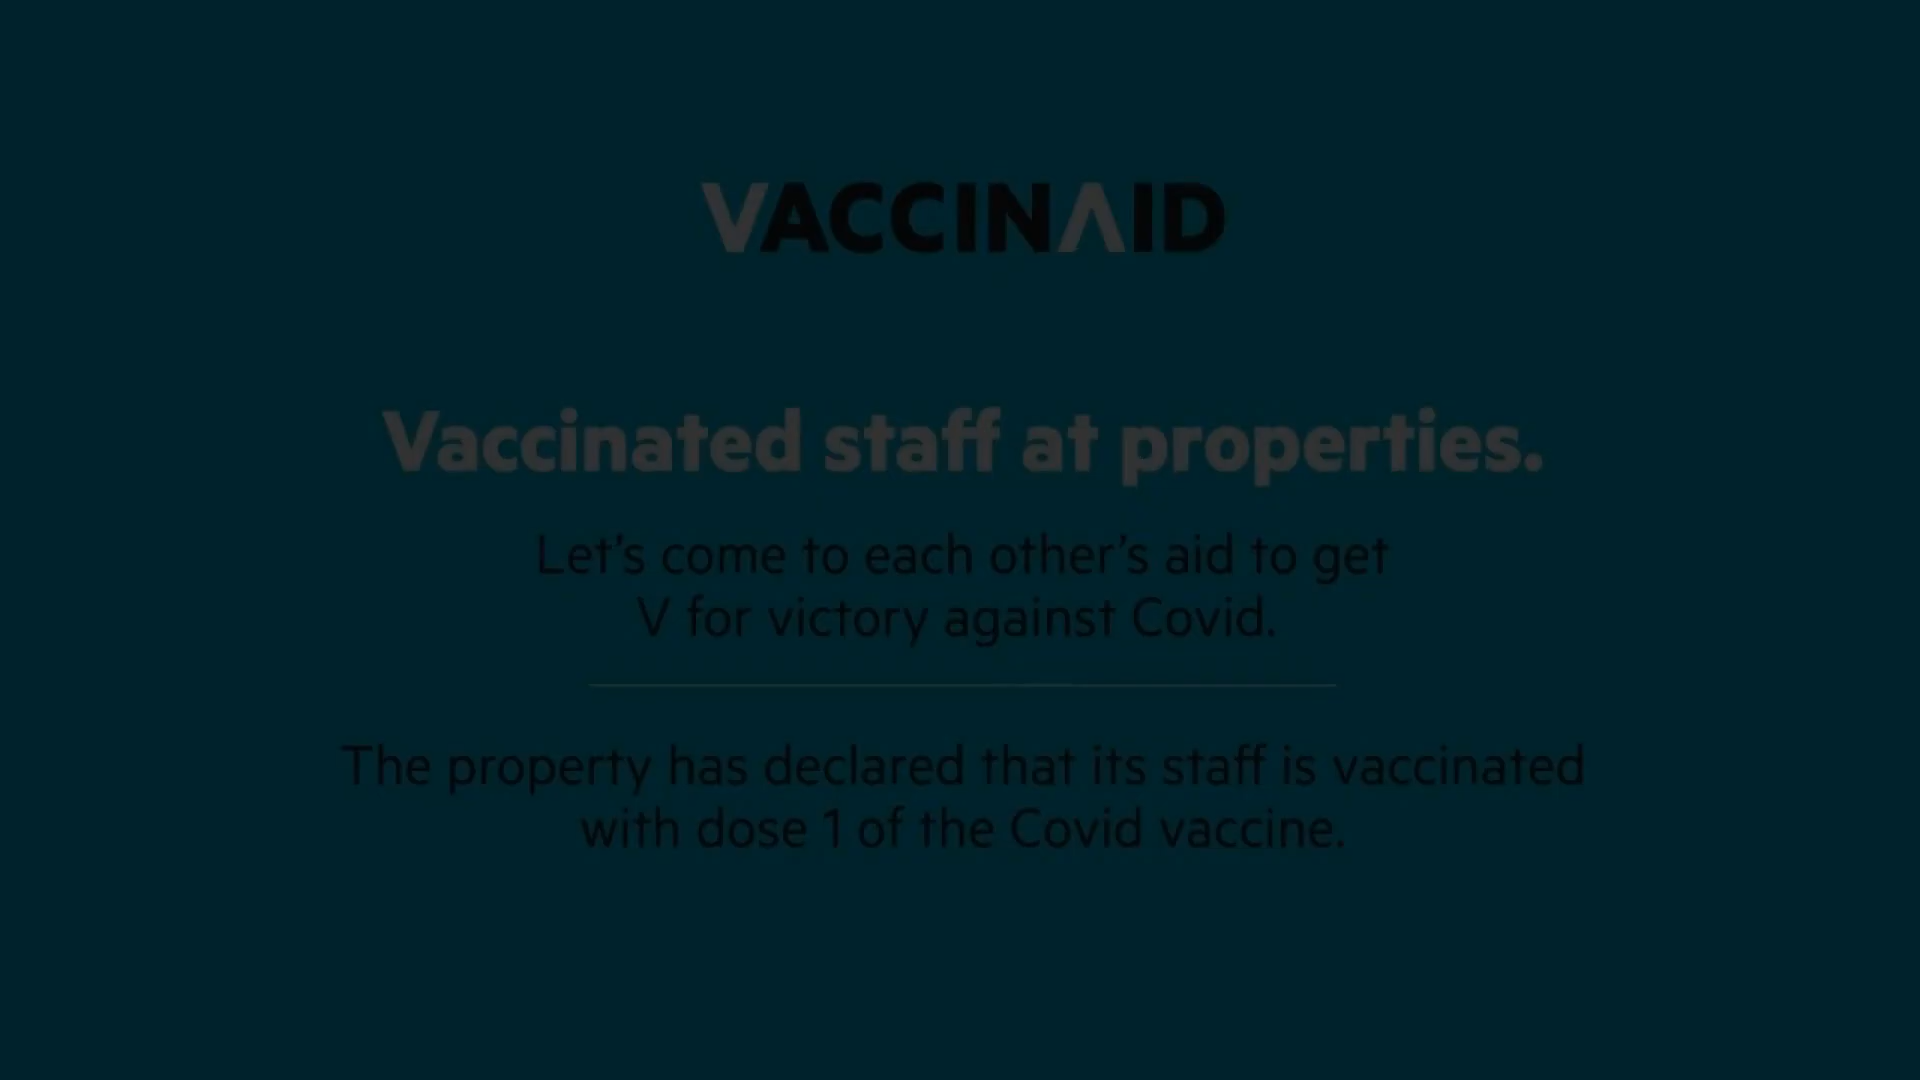 VACCINAID
Vaccinated staff at properties.
Let's come to each other's aid to get
V for victory against Covid.
The property has declared that its staff is vaccinated
with dose 1 of the Covid vaccine.